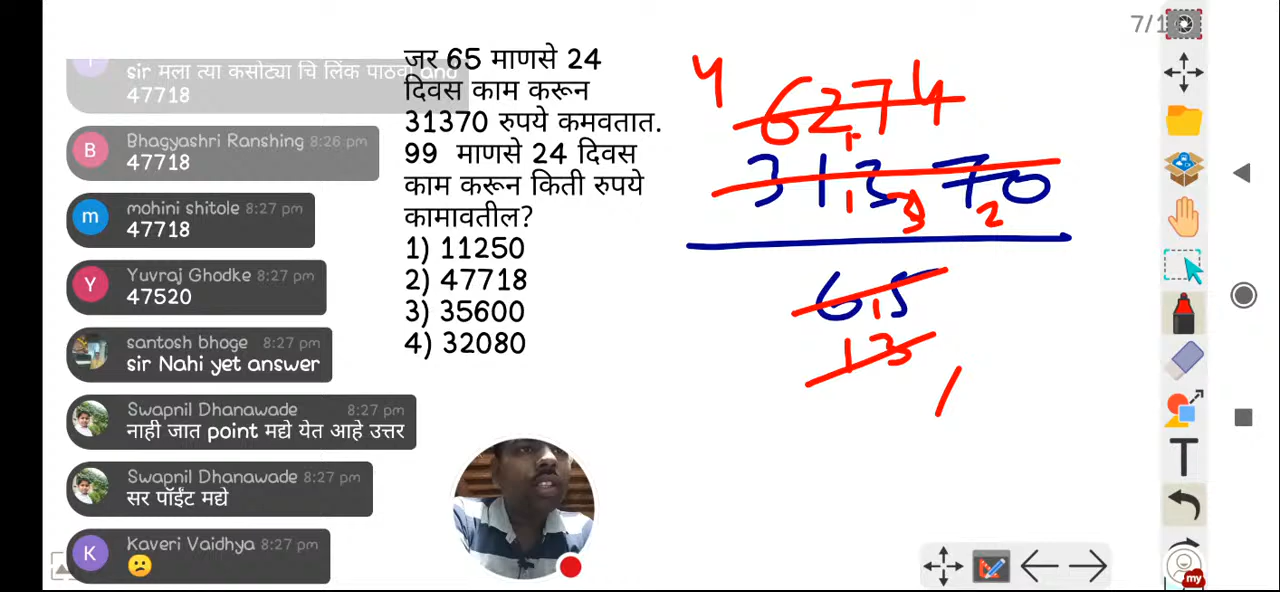 7/1
sir मला त्या कसोट्या चि लिंक पाठवा and
47718
Bhagyashri Ranshing 8:26 pm
47718
mohini shitole 8:27 pm
47718
Yuvraj Ghodke 8:27 pm
47520
santosh bhoge 8:27 pm
sir Nahi yet answer
Swapnil Dhanawade 8:27 pm
नाही जात point मद्ये येत आहे उत्तर
Swapnil Dhanawade 8:27 pm
सर पॉईंट मद्ये
Kaveri Vaidhya 8:27 pm
😕
जर 65 माणसे 24
दिवस काम करून
31370 रुपये कमवतात.
99 माणसे 24 दिवस
काम करून किती रुपये
कामावतील?
1) 11250
2) 47718
3) 35600
4) 32080
6274
31370
65
13
T
my